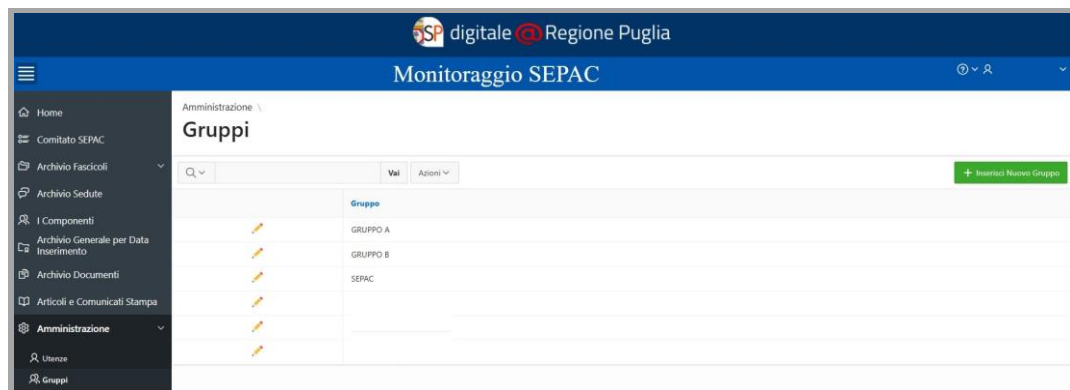 SP digitale@Regione Puglia
Monitoraggio SEPAC
Home
Comitato SEPAC
Archivio Fascicoli
Archivio Sedute
I Componenti
Archivio Generale per Data
Inserimento
Archivio Documenti
Articoli e Comunicati Stampa
Amministrazione
Utenze
Gruppi
Amministrazione \
Gruppi
Vai Azioni
+ Inserisci Nuovo Gruppo
Gruppo
GRUPPO A
GRUPPO B
SEPAC